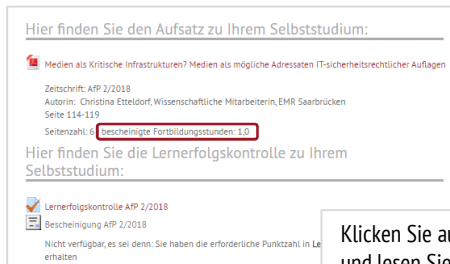 Hier finden Sie den Aufsatz zu Ihrem Selbststudium:
Medien als Kritische Infrastrukturen? Medien als mögliche Adressaten IT-sicherheitsrechtlicher Auflagen
Zeitschrift: AfP 2/2018
Autorin: Christina Etteldorf, Wissenschaftliche Mitarbeiterin, EMR Saarbrücken
Seite 114-119
Seitenzahl: 6 bescheinigte Fortbildungsstunden: 1,0
Hier finden Sie die Lernerfolgskontrolle zu Ihrem
Selbststudium:
Lernerfolgskontrolle AfP 2/2018
Bescheinigung AfP 2/2018
Nicht verfügbar, es sei denn: Sie haben die erforderliche Punktzahl in Le
erhalten
Klicken Sie au
und lesen Sie